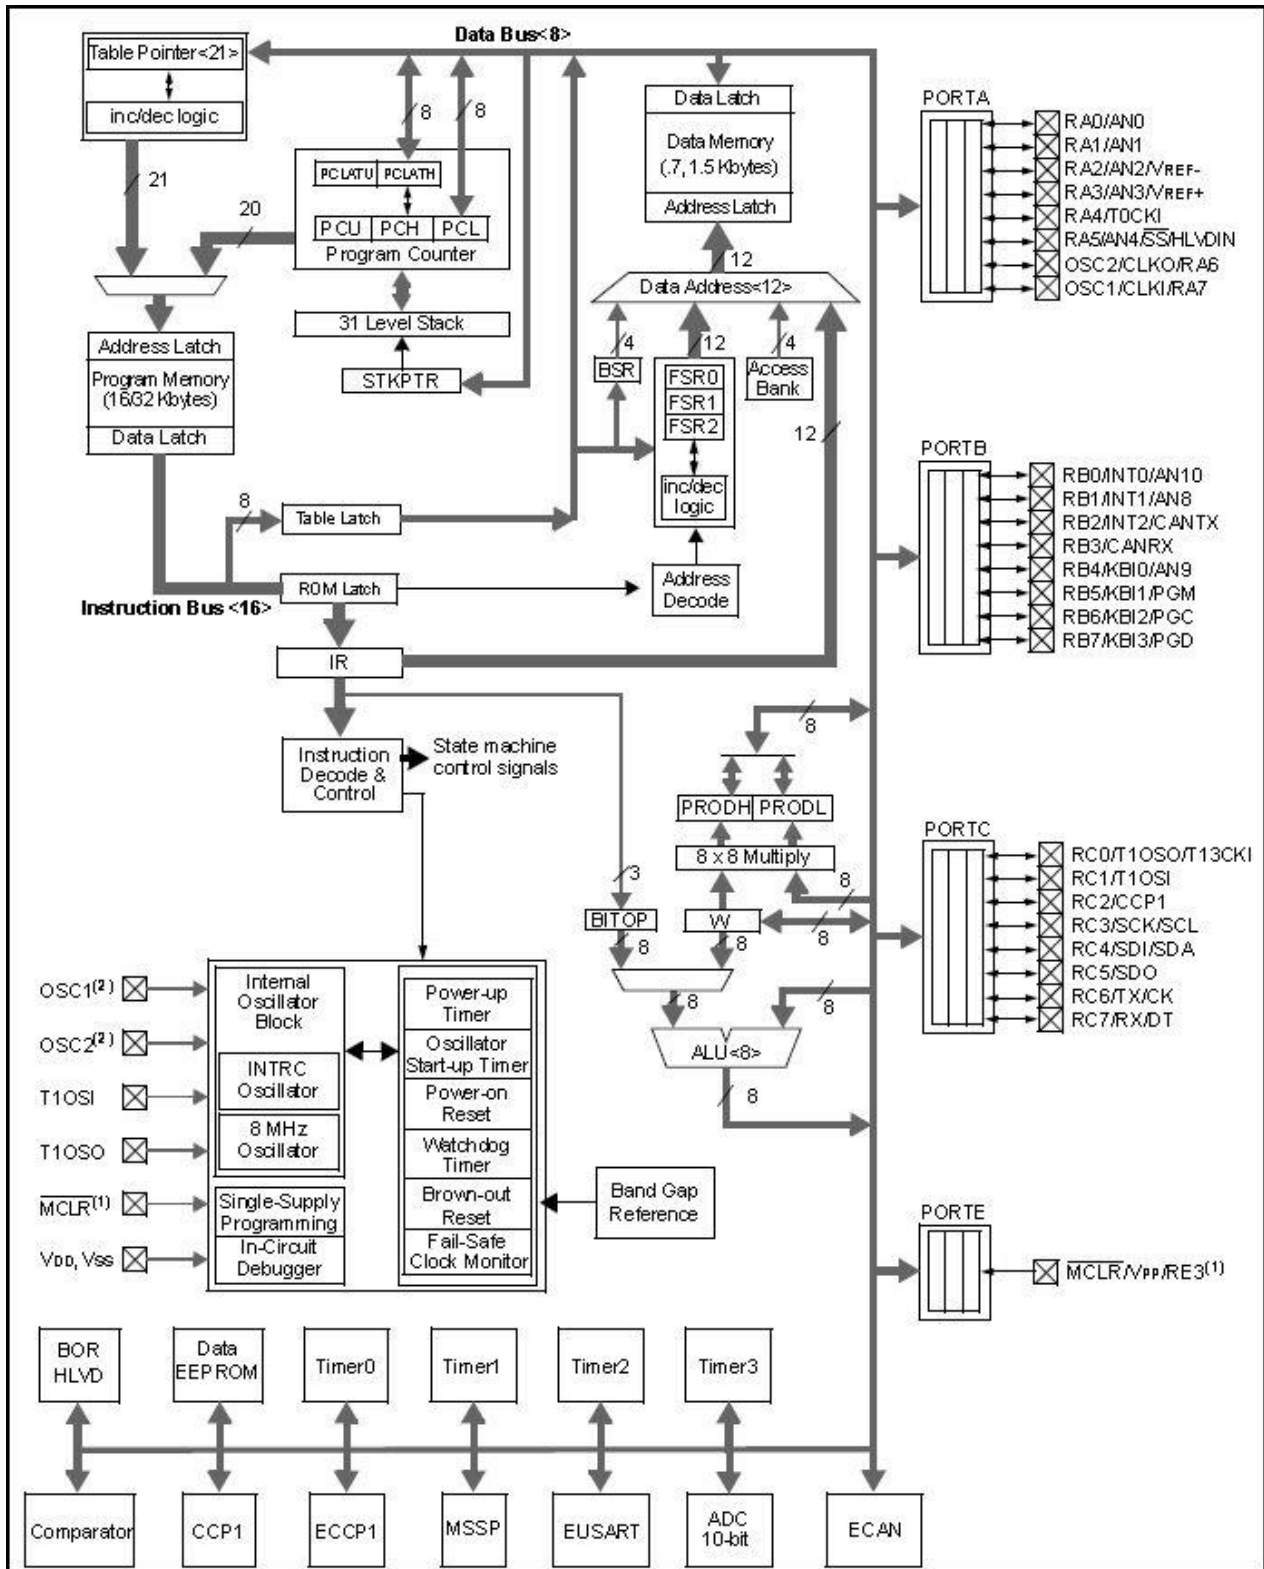 Data Bus<8>
Table Pointer<21>
inc/dec logic
21
20
8
8
PCLATU PCLATH
PCU PCH PCL
Program Counter
31 Level Stack
STKPTR
Address Latch
Program Memory
(16/32 Kbytes)
Data Latch
Data Latch
Data Memory
(.7, 1.5 Kbytes)
Address Latch
12
Data Address<12>
4
12
4
BSR
FSR0
FSR1
FSR2
inc/dec
logic
Access
Bank
12
8
Table Latch
ROM Latch
Instruction Bus <16>
Address
Decode
IR
Instruction
Decode &
Control
State machine
control signals
8
PRODH PRODL
8 x 8 Multiply
3
8
BITOP
W
8
8
8
8
8
ALU<8>
8
OSC1(2)
OSC2(2)
T1OSI
T1OSO
MCLR(1)
VDD, VSS
Internal
Oscillator
Block
INTRC
Oscillator
8 MHz
Oscillator
Single-Supply
Programming
In-Circuit
Debugger
Power-up
Timer
Oscillator
Start-up Timer
Power-on
Reset
Watchdog
Timer
Brown-out
Reset
Fail-Safe
Clock Monitor
Band Gap
Reference
PORTA
RA0/AN0
RA1/AN1
RA2/AN2/VREF-
RA3/AN3/VREF+
RA4/T0CKI
RA5/AN4/SS/HLVDIN
OSC2/CLKO/RA6
OSC1/CLKI/RA7
PORTB
RB0/INT0/AN10
RB1/INT1/AN8
RB2/INT2/CANTX
RB3/CANRX
RB4/KBI0/AN9
RB5/KBI1/PGM
RB6/KBI2/PGC
RB7/KBI3/PGD
PORTC
RC0/T1OSO/T13CKI
RC1/T1OSI
RC2/CCP1
RC3/SCK/SCL
RC4/SDI/SDA
RC5/SDO
RC6/TX/CK
RC7/RX/DT
PORTE
MCLR/VPP/RE3(1)
BOR
HLVD
Data
EEPROM
Timer0
Timer1
Timer2
Timer3
Comparator
CCP1
ECCP1
MSSP
EUSART
ADC
10-bit
ECAN